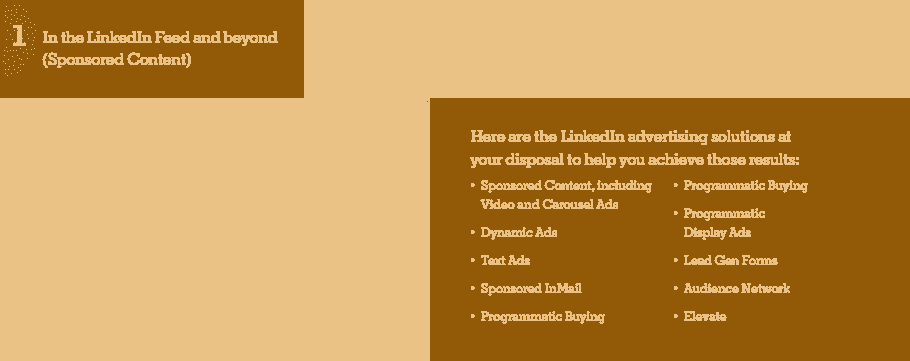 1
In the LinkedIn Feed and beyond
(Sponsored Content)
Here are the LinkedIn advertising solutions at
your disposal to help you achieve those results:
• Sponsored Content, including
Video and Carousel Ads
• Dynamic Ads
• Text Ads
• Sponsored InMail
• Programmatic Buying
• Programmatic Buying
• Programmatic
Display Ads
• Lead Gen Forms
• Audience Network
• Elevate